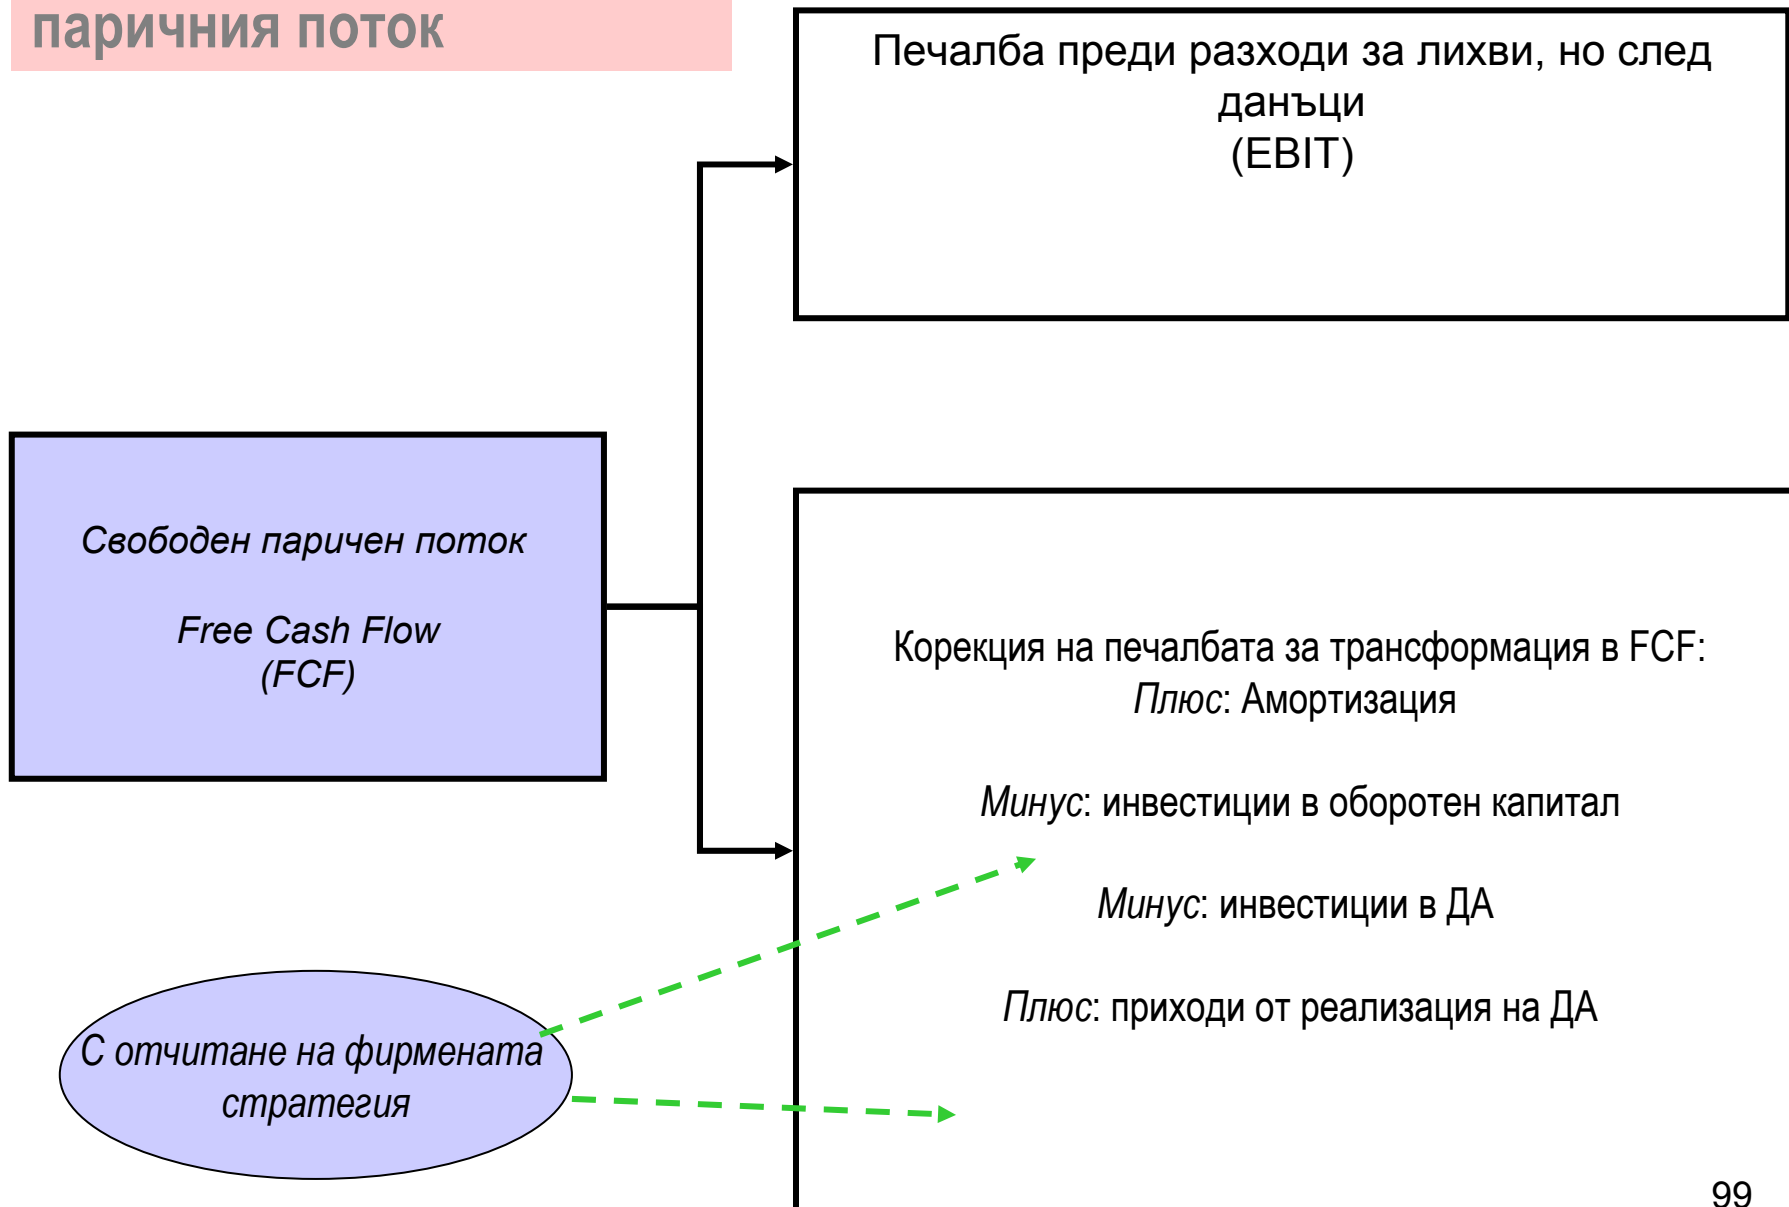 паричния поток
Печалба преди разходи за лихви, но след
данъци
(EBIT)
Свободен паричен поток
Free Cash Flow
(FCF)
Корекция на печалбата за трансформация в FCF:
Плюс: Амортизация
Минус: инвестиции в оборотен капитал
Минус: инвестиции в ДА
Плюс: приходи от реализация на ДА
С отчитане на фирмената
стратегия
99